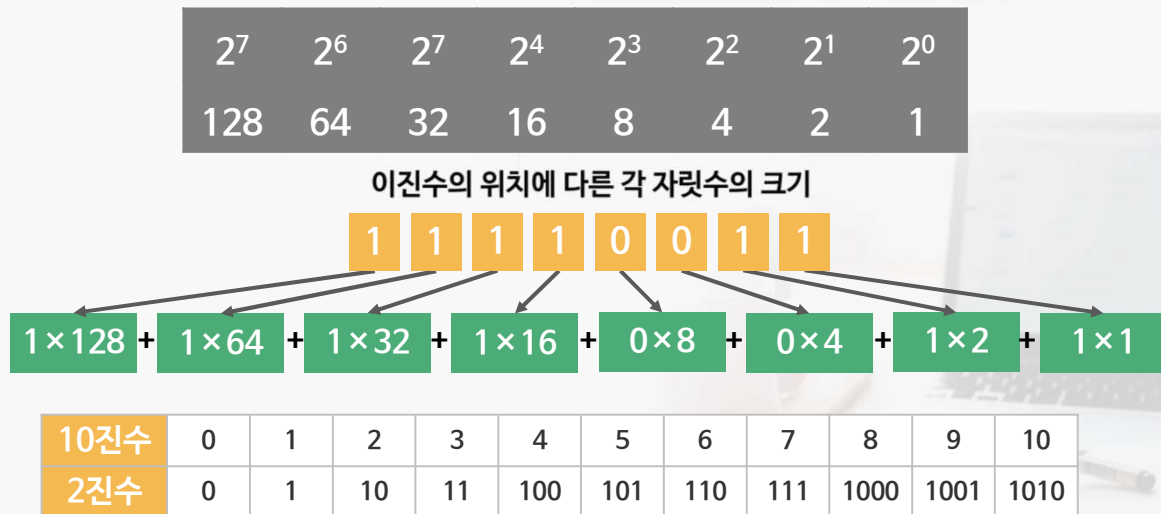 2⁷ 2⁶ 2⁷ 2⁴ 2³ 2² 2¹ 2⁰
128 64 32 16 8 4 2 1
이진수의 위치에 다른 각 자릿수의 크기
1 1 1 1 0 0 1 1
1×128 + 1×64 + 1×32 + 1×16 + 0×8 + 0×4 + 1×2 + 1×1
10진수 0 1 2 3 4 5 6 7 8 9 10
2진수 0 1 10 11 100 101 110 111 1000 1001 1010